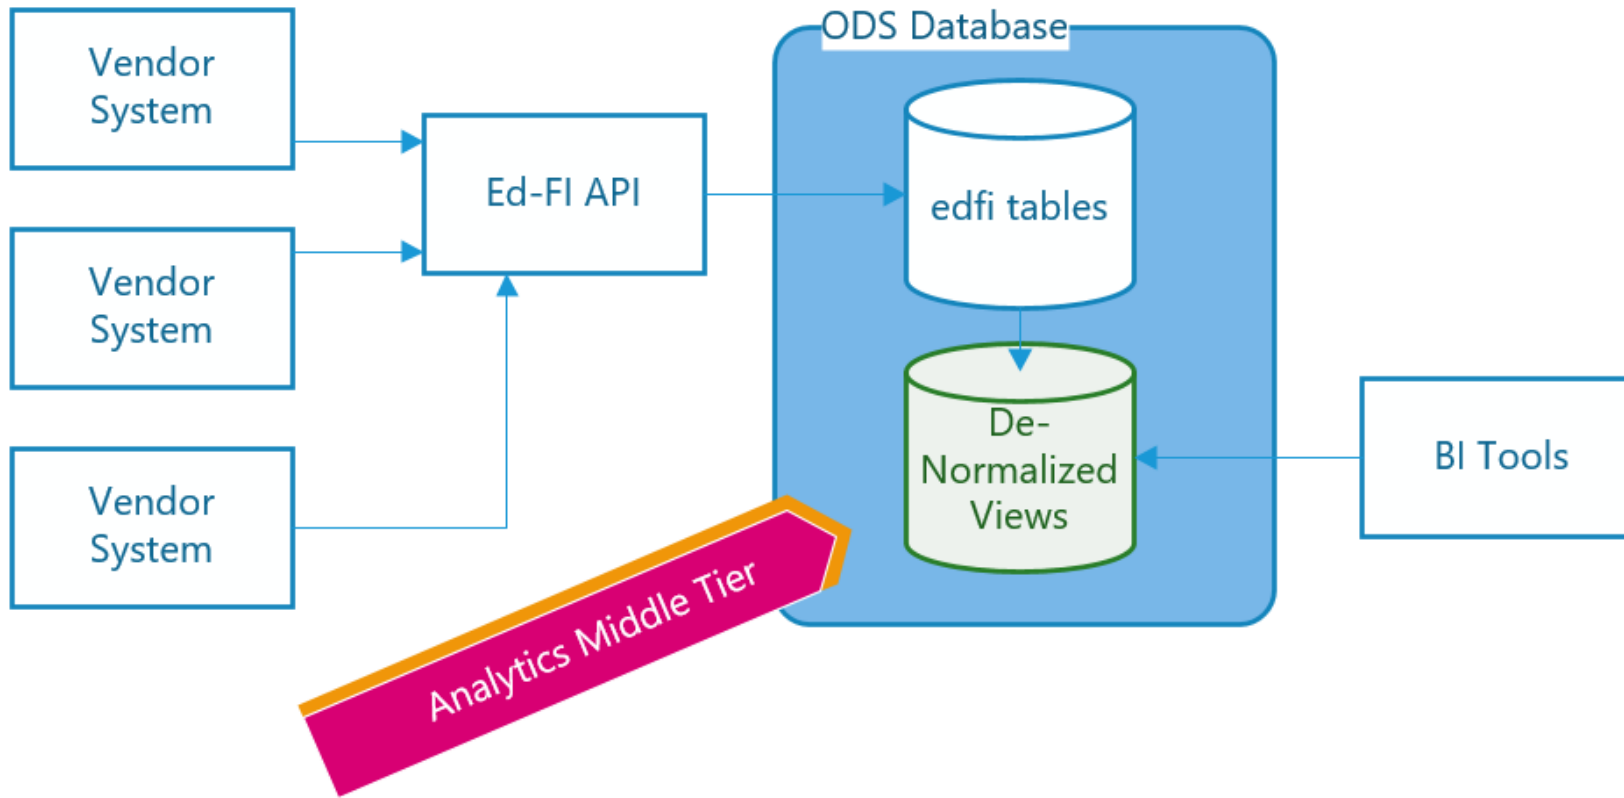 Vendor
System
Vendor
System
Vendor
System
Ed-FI API
ODS Database
edfi tables
De-
Normalized
Views
BI Tools
Analytics Middle Tier